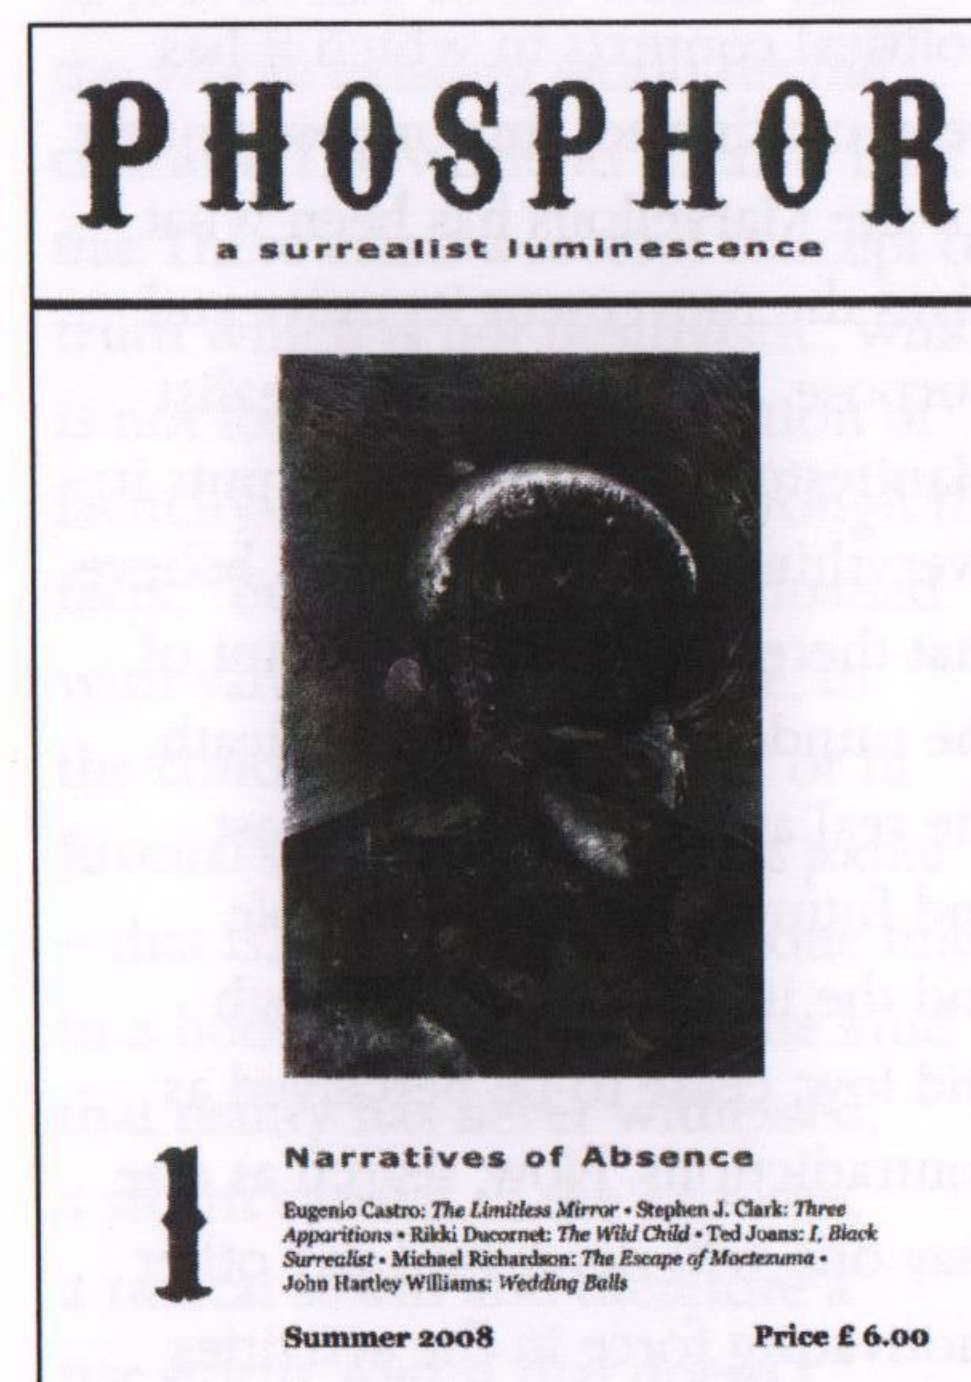 PHOSPHOR
a surrealist luminescence
1
Narratives of Absence
Eugenio Castro: The Limitless Mirror • Stephen J. Clark: Three
Apparitions • Rikki Ducornet: The Wild Child • Ted Joans: I, Black
Surrealist • Michael Richardson: The Escape of Moctezuma •
John Hartley Williams: Wedding Balls
Summer 2008
Price £ 6.00